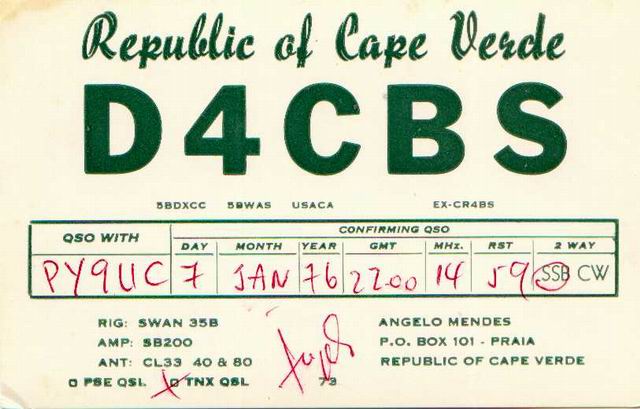 Republic of Cape Verde
D4CBS
5BDXCC 5BWAS USACA EX-CR4BS
QSO WITH
CONFIRMING QSO
DAY MONTH YEAR GMT MHz. RST 2 WAY
PY9UC 7 JAN 76 2200 14 59 SSB CW
RIG: SWAN 35B
AMP: SB200
ANT: CL33 40 & 80
PSE QSL TNX QSL
73
ANGELO MENDES
P.O. BOX 101 - PRAIA
REPUBLIC OF CAPE VERDE